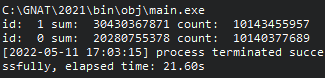 C:\GNAT\2021\bin\obj\main.exe
id:  1 sum:  30430367871 count:  10143455957
id:  0 sum:  20280755378 count:  10140377689
[2022-05-11 17:03:15] process terminated succe
ssfully, elapsed time: 21.60s